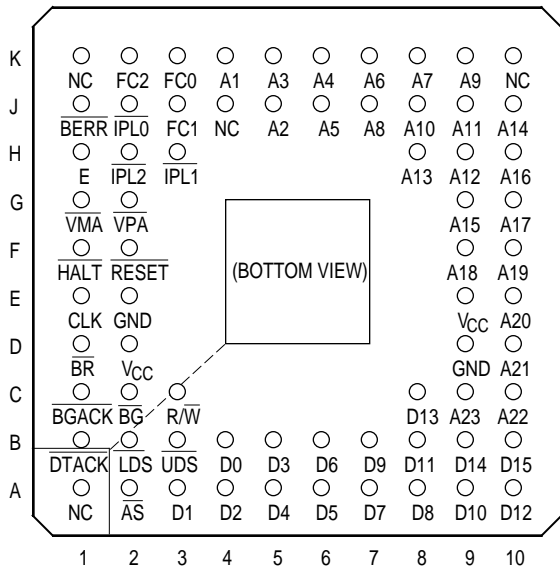 K
NC FC2 FC0 A1 A3 A4 A6 A7 A9 NC
J
BERR IPL0 FC1 NC A2 A5 A8 A10 A11 A14
H
E IPL2 IPL1 A13 A12 A16
G
VMA VPA A15 A17
F
HALT RESET (BOTTOM VIEW) A18 A19
E
CLK GND VCC A20
D
BR VCC GND A21
C
BGACK BG R/W D13 A23 A22
B
DTACK LDS UDS D0 D3 D6 D9 D11 D14 D15
A
NC AS D1 D2 D4 D5 D7 D8 D10 D12
1 2 3 4 5 6 7 8 9 10